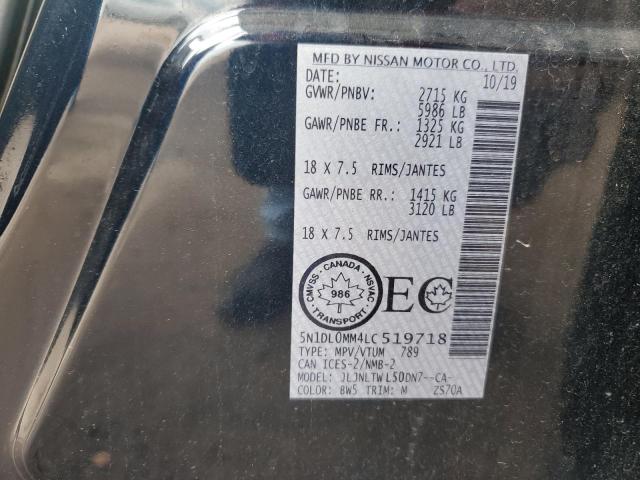 MFD BY NISSAN MOTOR CO., LTD.
DATE: 10/19
GVWR/PNBV: 2715 KG
5986 LB
GAWR/PNBE FR.: 1325 KG
2921 LB
18 X 7.5 RIMS/JANTES
GAWR/PNBE RR.: 1415 KG
3120 LB
18 X 7.5 RIMS/JANTES
CMVSS - CANADA - NSVAC
986
TRANSPORT
EC
5N1DL0MM4LC519718
TYPE: MPV/VTUM 789
CAN ICES-2/NMB-2
MODEL: JLJNLTWL50DN7--CA-
COLOR: BW5 TRIM: M ZS70A